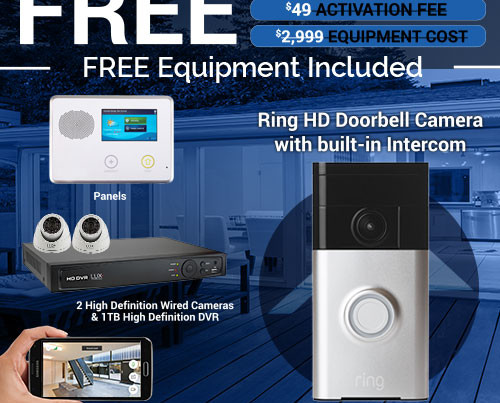 FREE
$49 ACTIVATION FEE
$2,999 EQUIPMENT COST
FREE Equipment Included
Ring HD Doorbell Camera
with built-in Intercom
Panels
HD DVR LUX
2 High Definition Wired Cameras
& 1TB High Definition DVR
ring